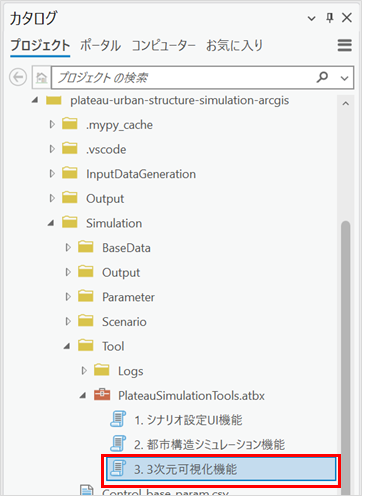 カタログ
プロジェクト ポータル コンピューター お気に入り
プロジェクト の検索
plateau-urban-structure-simulation-arcgis
.mypy_cache
.vscode
InputDataGeneration
Output
Simulation
BaseData
Output
Parameter
Scenario
Tool
Logs
PlateauSimulationTools.atbx
1. シナリオ設定UI機能
2. 都市構造シミュレーション機能
3. 3次元可視化機能
Control_base_param.csv